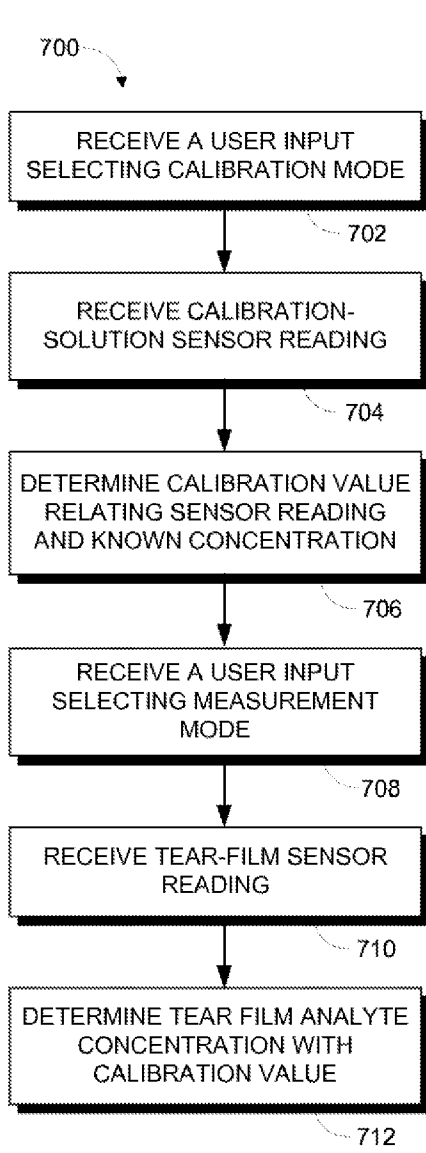 700
RECEIVE A USER INPUT
SELECTING CALIBRATION MODE
702
RECEIVE CALIBRATION-
SOLUTION SENSOR READING
704
DETERMINE CALIBRATION VALUE
RELATING SENSOR READING
AND KNOWN CONCENTRATION
706
RECEIVE A USER INPUT
SELECTING MEASUREMENT
MODE
708
RECEIVE TEAR-FILM SENSOR
READING
710
DETERMINE TEAR FILM ANALYTE
CONCENTRATION WITH
CALIBRATION VALUE
712